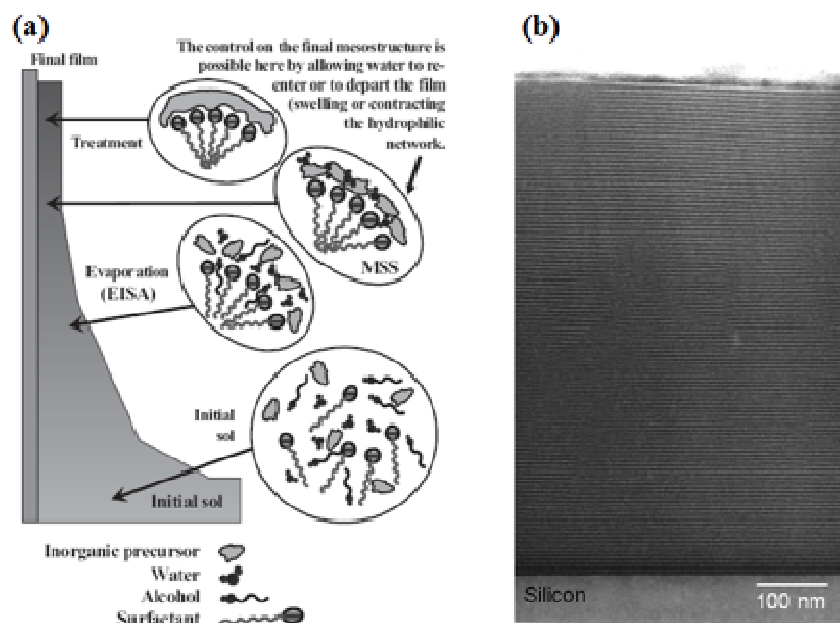 (a)
Final film
The control on the final mesostructure is
possible here by allowing water to re-
enter or to depart the film
(swelling or contracting
the hydrophilic
network.
Treatment
MSS
Evaporation
(EISA)
Initial
sol
Initial sol
Inorganic precursor
Water
Alcohol
Surfactant
(b)
Silicon
100 nm